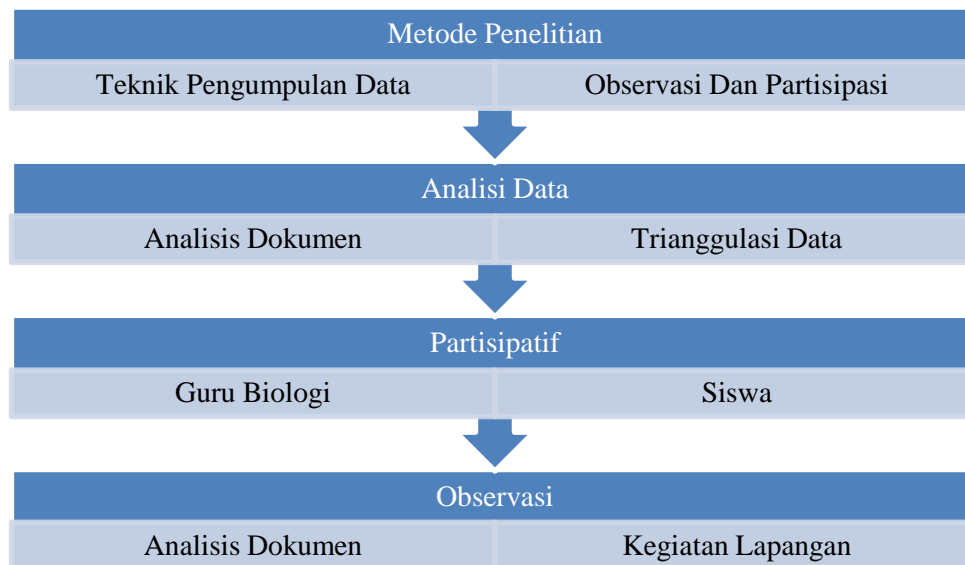 Metode Penelitian
Teknik Pengumpulan Data
Observasi Dan Partisipasi
Analisi Data
Analisis Dokumen
Trianggulasi Data
Partisipatif
Guru Biologi
Siswa
Observasi
Analisis Dokumen
Kegiatan Lapangan